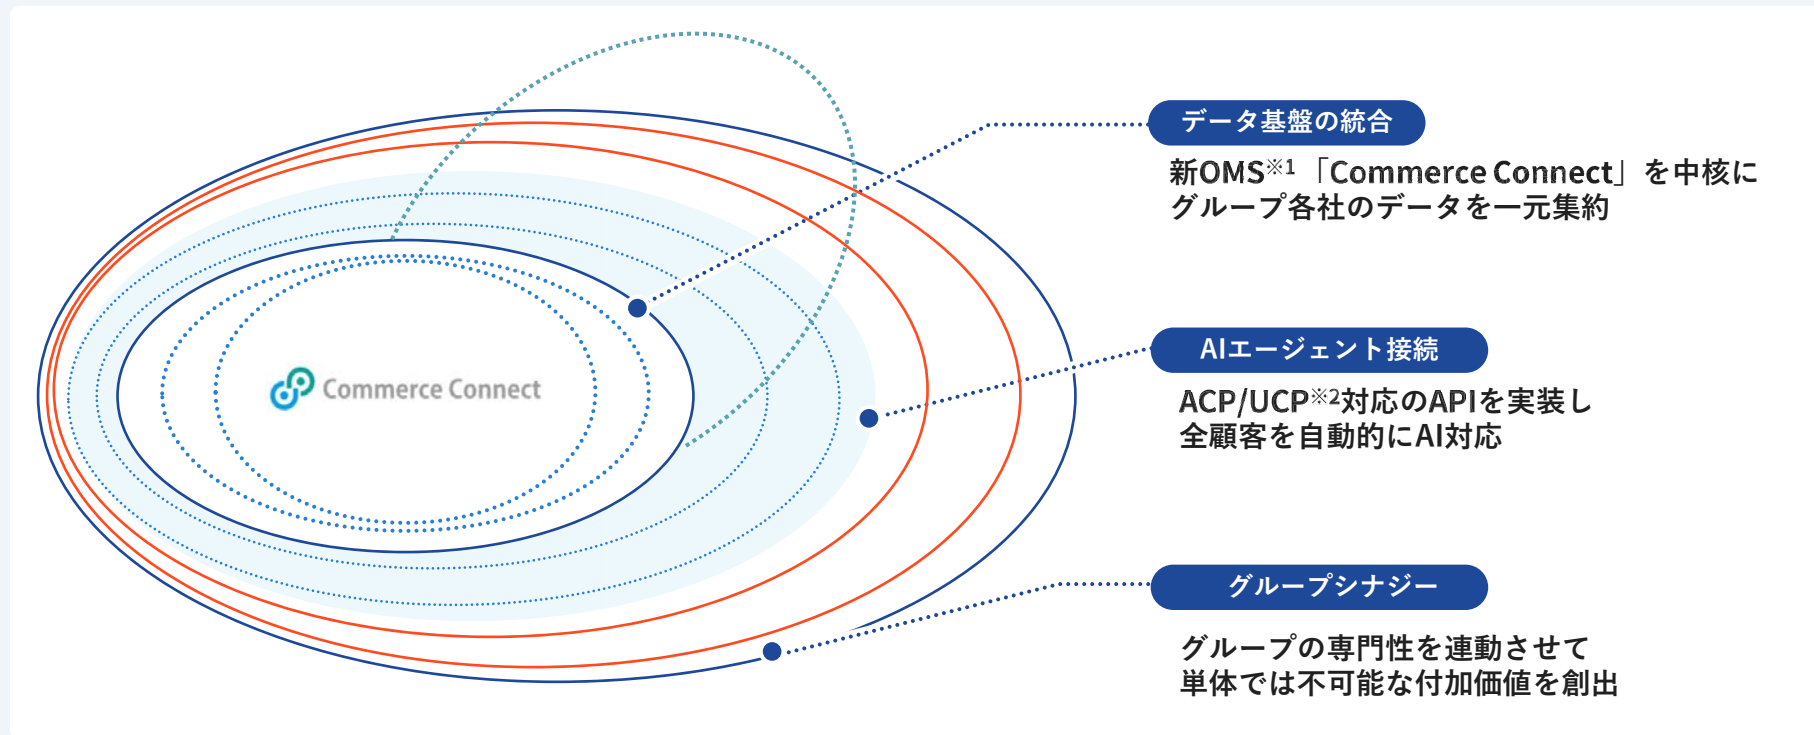 データ基盤の統合
新OMS※1「Commerce Connect」を中核に
グループ各社のデータを一元集約
AIエージェント接続
Commerce Connect
ACP/UCP※2対応のAPIを実装し
全顧客を自動的にAI対応
グループシナジー
グループの専門性を連動させて
単体では不可能な付加価値を創出